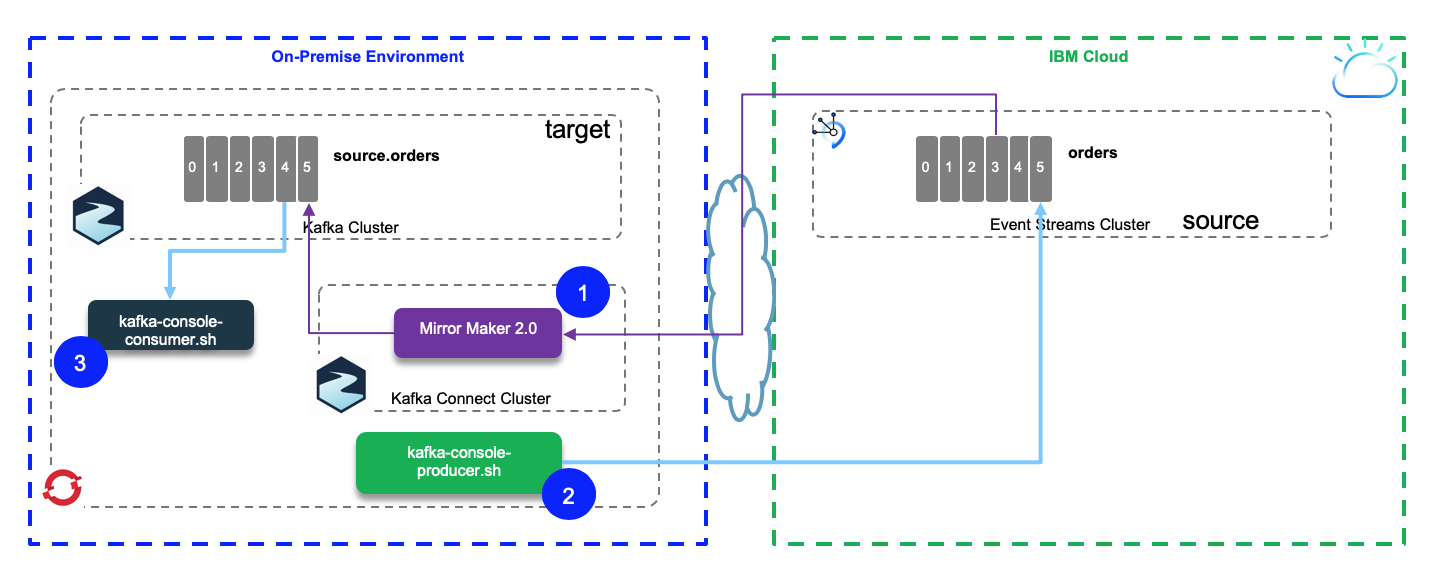 On-Premise Environment
IBM Cloud
target
0 1 2 3 4 5
source.orders
Kafka Cluster
0 1 2 3 4 5
orders
Event Streams Cluster
source
1
Mirror Maker 2.0
kafka-console-
consumer.sh
3
Kafka Connect Cluster
kafka-console-
producer.sh
2